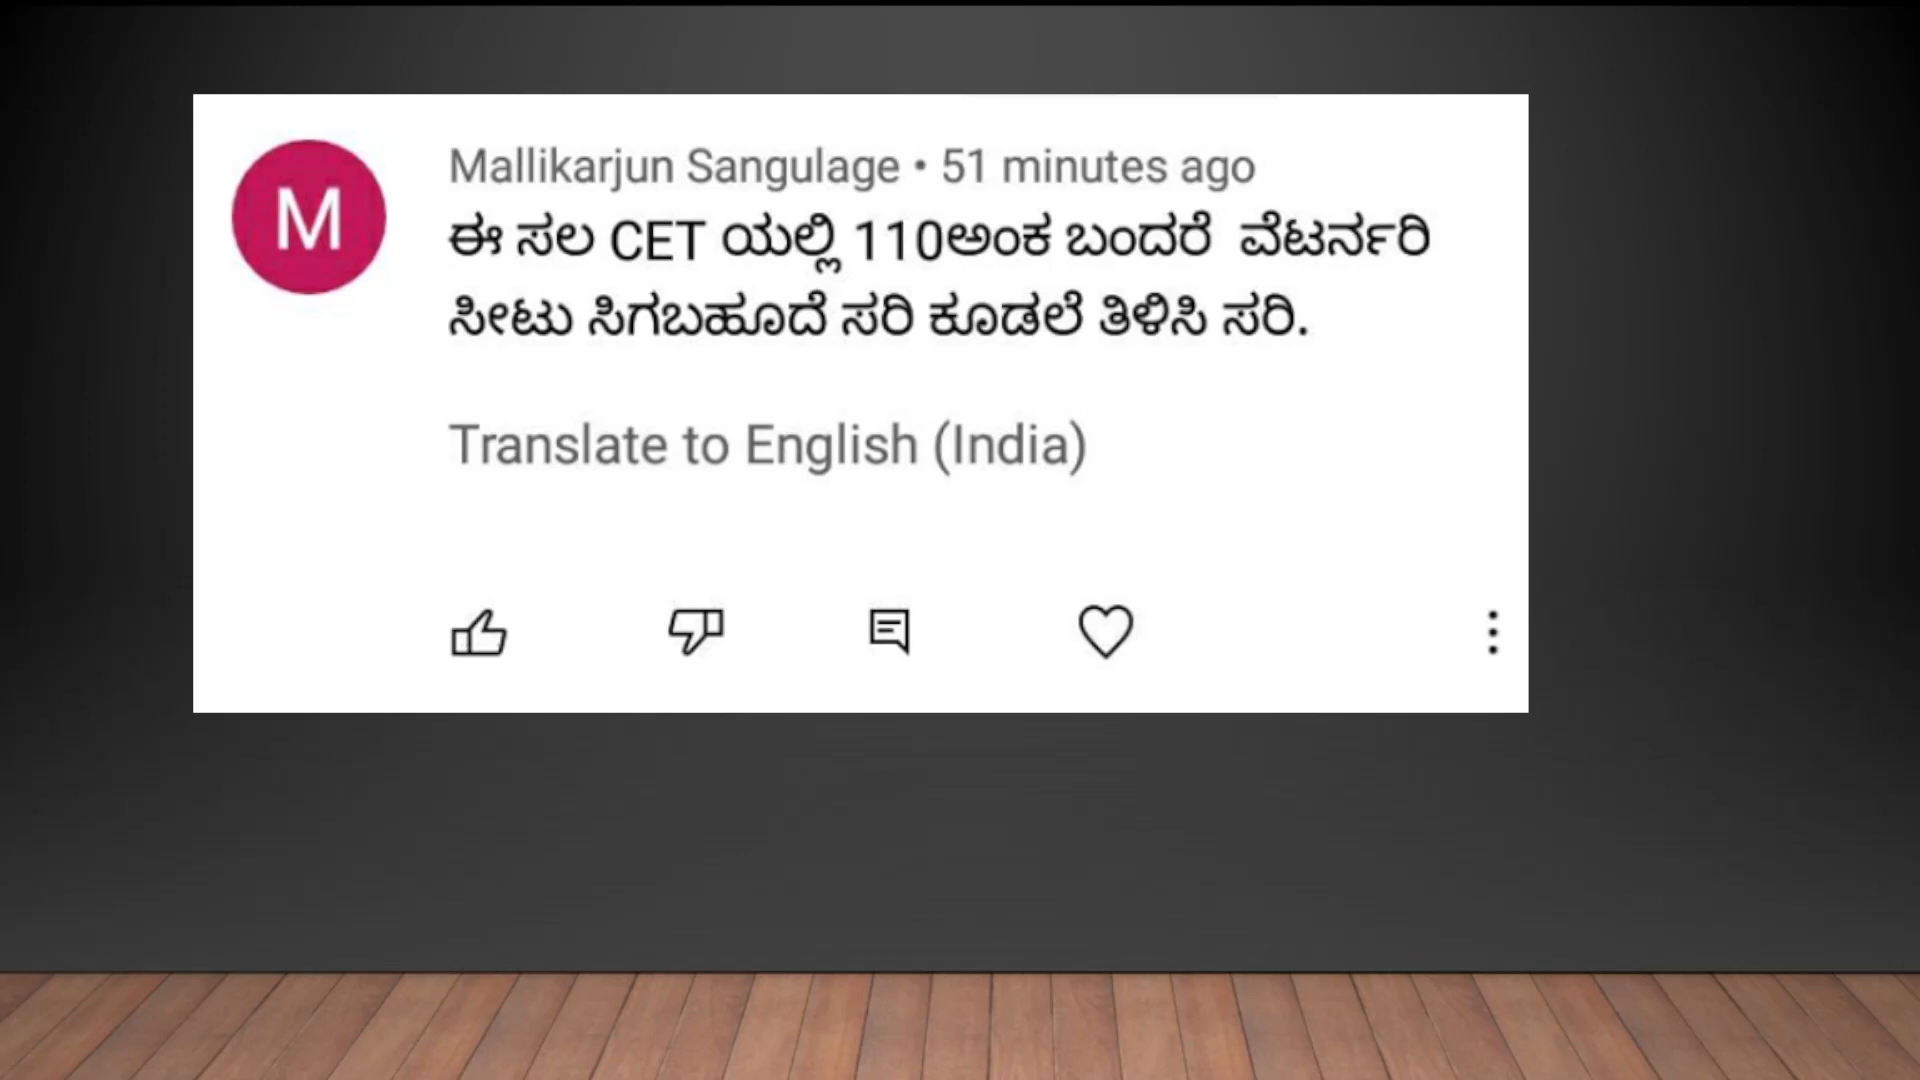 M
Mallikarjun Sangulage • 51 minutes ago
ಈ ಸಲ CET ಯಲ್ಲಿ 110ಅಂಕ ಬಂದರೆ ವೆಟರ್ನರಿ
ಸೀಟು ಸಿಗಬಹೂದೆ ಸರಿ ಕೂಡಲೆ ತಿಳಿಸಿ ಸರಿ.
Translate to English (India)